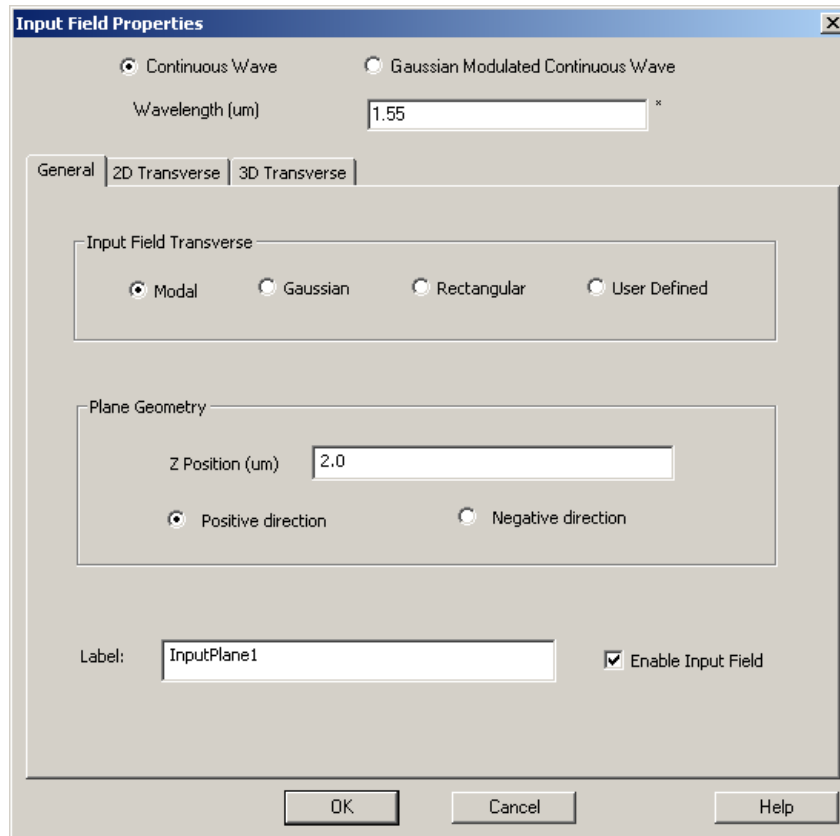 Input Field Properties
Continuous Wave Gaussian Modulated Continuous Wave
Wavelength (um) 1.55 *
General 2D Transverse 3D Transverse
Input Field Transverse
Modal Gaussian Rectangular User Defined
Plane Geometry
Z Position (um) 2.0
Positive direction Negative direction
Label: InputPlane1 Enable Input Field
OK Cancel Help